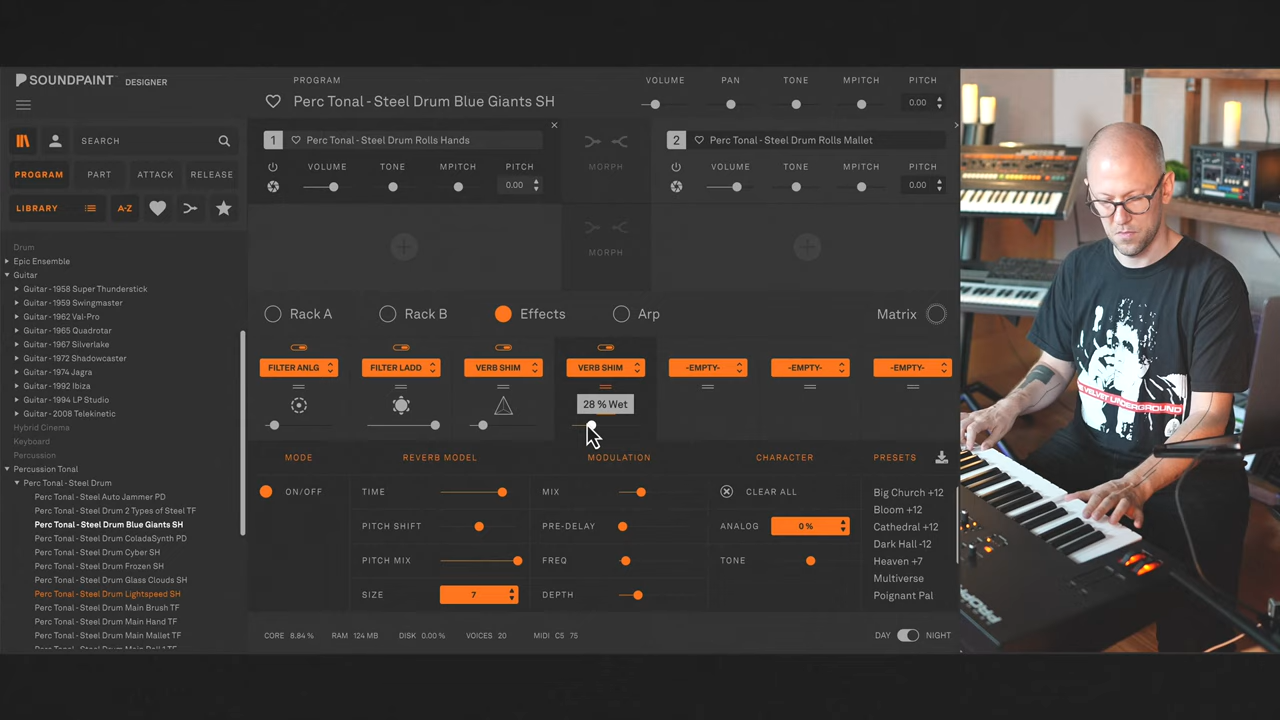 SOUNDPAINT™ DESIGNER
SEARCH
PROGRAM PART ATTACK RELEASE
LIBRARY A-Z
Drum
Epic Ensemble
Guitar
Guitar - 1958 Super Thunderstick
Guitar - 1959 Swingmaster
Guitar - 1962 Val-Pro
Guitar - 1965 Quadrotar
Guitar - 1967 Silverlake
Guitar - 1972 Shadowcaster
Guitar - 1974 Jagra
Guitar - 1992 Ibiza
Guitar - 1994 LP Studio
Guitar - 2008 Telekinetic
Hybrid Cinema
Keyboard
Percussion
Percussion Tonal
Perc Tonal - Steel Drum
Perc Tonal - Steel Auto Jammer PD
Perc Tonal - Steel Drum 2 Types of Steel TF
Perc Tonal - Steel Drum Blue Giants SH
Perc Tonal - Steel Drum ColadaSynth PD
Perc Tonal - Steel Drum Cyber SH
Perc Tonal - Steel Drum Frozen SH
Perc Tonal - Steel Drum Glass Clouds SH
Perc Tonal - Steel Drum Lightspeed SH
Perc Tonal - Steel Drum Main Brush TF
Perc Tonal - Steel Drum Main Hand TF
Perc Tonal - Steel Drum Main Mallet TF
PROGRAM
Perc Tonal - Steel Drum Blue Giants SH
VOLUME PAN TONE MPITCH PITCH
0.00
1 Perc Tonal - Steel Drum Rolls Hands
VOLUME TONE MPITCH PITCH
0.00
MORPH
2 Perc Tonal - Steel Drum Rolls Mallet
VOLUME TONE MPITCH PITCH
0.00
MORPH
Rack A Rack B Effects Arp Matrix
FILTER ANLG FILTER LADD VERB SHIM VERB SHIM -EMPTY- -EMPTY- -EMPTY-
28 % Wet
MODE REVERB MODEL MODULATION CHARACTER PRESETS
ON/OFF
TIME
PITCH SHIFT
PITCH MIX
SIZE 7
MIX
PRE-DELAY
FREQ
DEPTH
CLEAR ALL
ANALOG 0 %
TONE
Big Church +12
Bloom +12
Cathedral +12
Dark Hall -12
Heaven +7
Multiverse
Poignant Pal
CORE 8.84 % RAM 124 MB DISK 0.00 % VOICES 20 MIDI C5 75
DAY NIGHT
VELVET UNDERGROUND